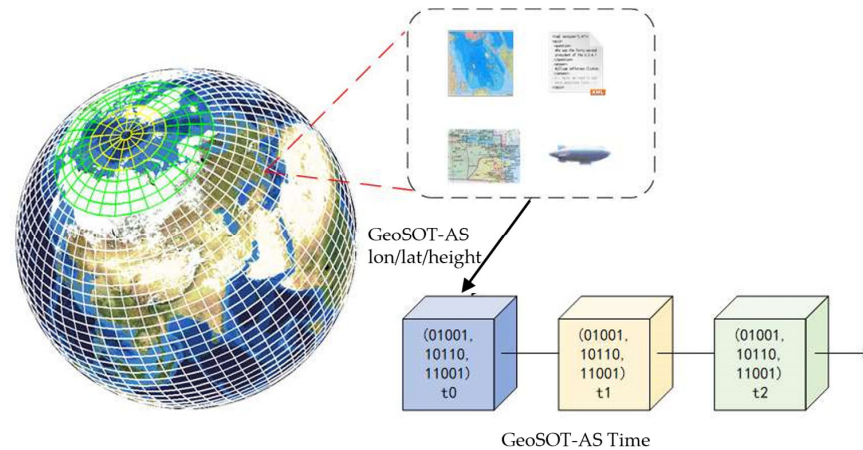 XML
GeoSOT-AS
lon/lat/height
(01001,
10110,
11001)
t0
(01001,
10110,
11001)
t1
(01001,
10110,
11001)
t2
GeoSOT-AS Time